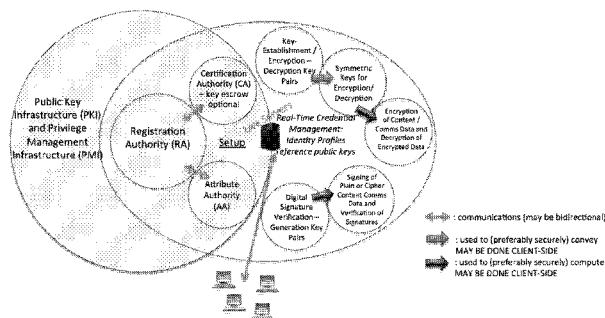 Public Key
Infrastructure (PKI)
and Privilege
Management
Infrastructure (PMI)
Registration
Authority (RA)
Certification
Authority (CA)
– key escrow
optional
Setup
Attribute
Authority
(AA)
Key-
Establishment /
Encryption –
Decryption Key
Pairs
Symmetric
Keys for
Encryption/
Decryption
Encryption
of Content /
Comms Data and
Decryption of
Encrypted Data
Real-Time Credential
Management-
Identity Profiles
reference public keys
Digital
Signature
Verification –
Generation Key
Pairs
Signing of
Plain or Cipher
Content Comms
Data and
Verification of
Signatures
: communications (may be bidirectional)
: used to (preferably securely) convey
MAY BE DONE CLIENT-SIDE
: used to (preferably securely) compute
MAY BE DONE CLIENT-SIDE